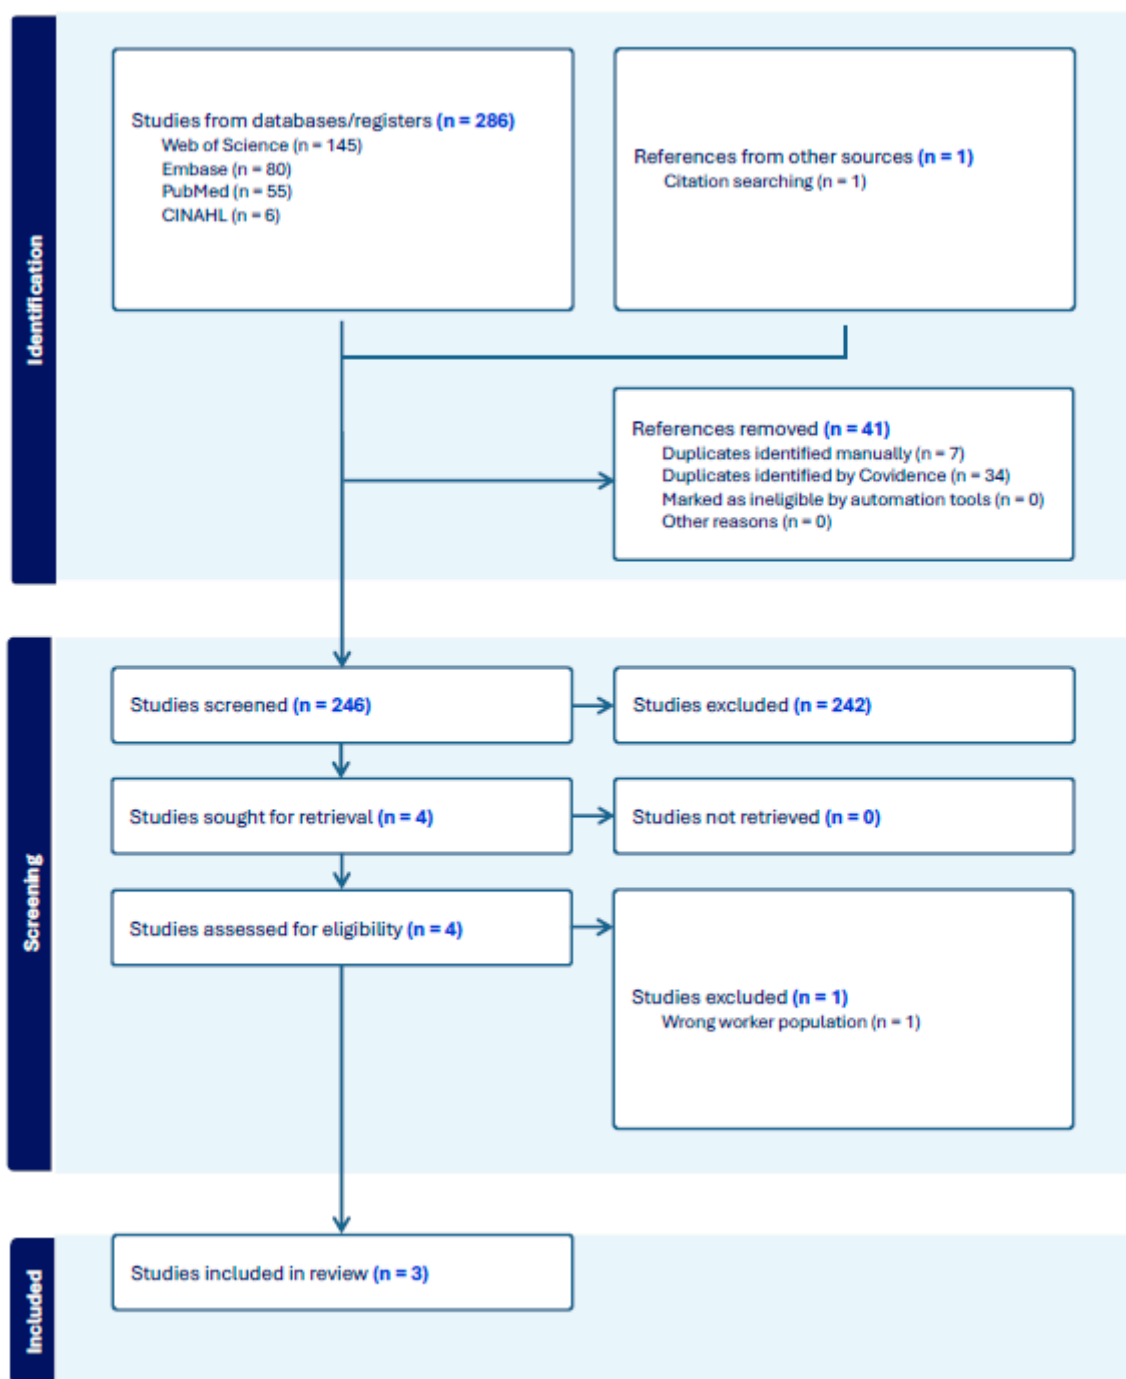 Identification
Studies from databases/registers (n = 286)
Web of Science (n = 145)
Embase (n = 80)
PubMed (n = 55)
CINAHL (n = 6)
References from other sources (n = 1)
Citation searching (n = 1)
References removed (n = 41)
Duplicates identified manually (n = 7)
Duplicates identified by Covidence (n = 34)
Marked as ineligible by automation tools (n = 0)
Other reasons (n = 0)
Screening
Studies screened (n = 246)
Studies excluded (n = 242)
Studies sought for retrieval (n = 4)
Studies not retrieved (n = 0)
Studies assessed for eligibility (n = 4)
Studies excluded (n = 1)
Wrong worker population (n = 1)
Included
Studies included in review (n = 3)